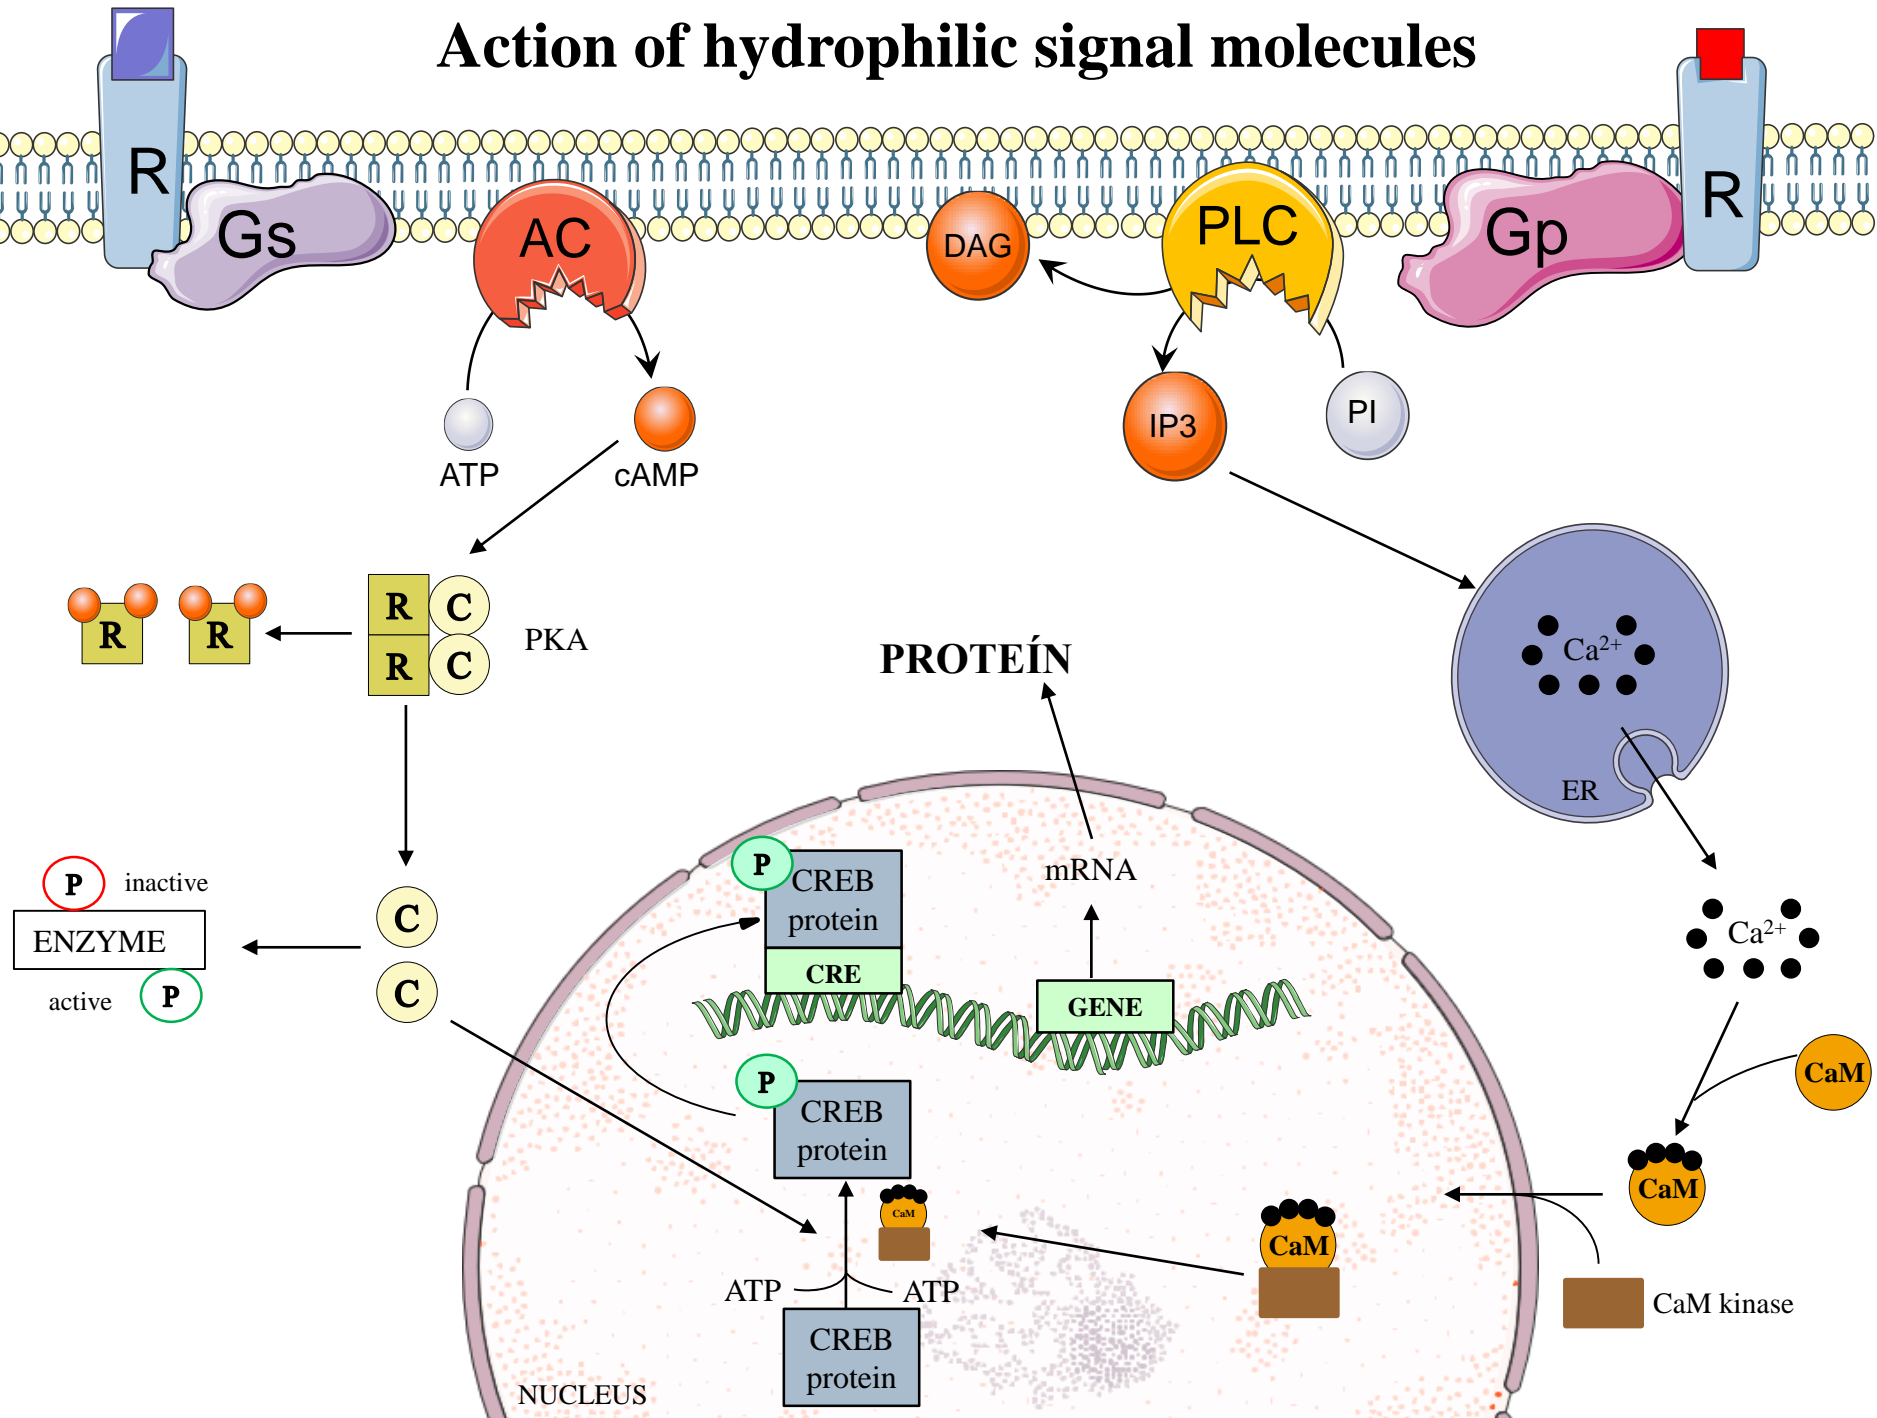 Action of hydrophilic signal molecules
R
Gs
AC
DAG
PLC
Gp
R
ATP
cAMP
IP3
PI
R
R
R
C
R
C
PKA
PROTEÍN
Ca2+
ER
P
inactive
ENZYME
active
P
C
C
P
CREB
protein
CRE
mRNA
GENE
Ca2+
CaM
P
CREB
protein
CaM
CaM
CaM
ATP
ATP
CaM kinase
CREB
protein
NUCLEUS